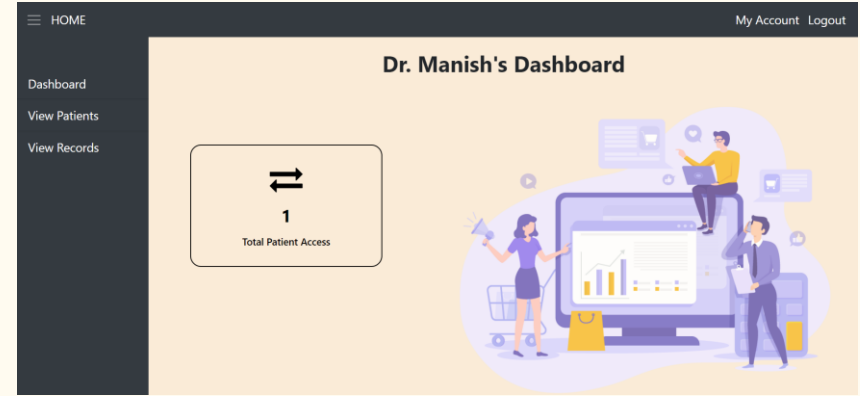 HOME
My Account Logout
Dr. Manish's Dashboard
Dashboard
View Patients
View Records
1
Total Patient Access